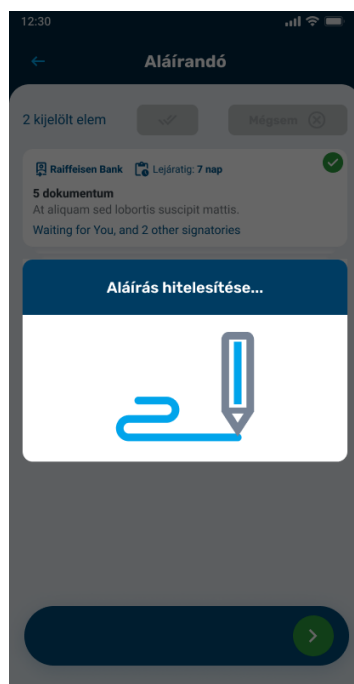 12:30
Aláírandó
2 kijelölt elem
Mégsem
Raiffeisen Bank Lejáratig: 7 nap
5 dokumentum
At aliquam sed lobortis suscipit mattis.
Waiting for You, and 2 other signatories
Aláírás hitelesítése...